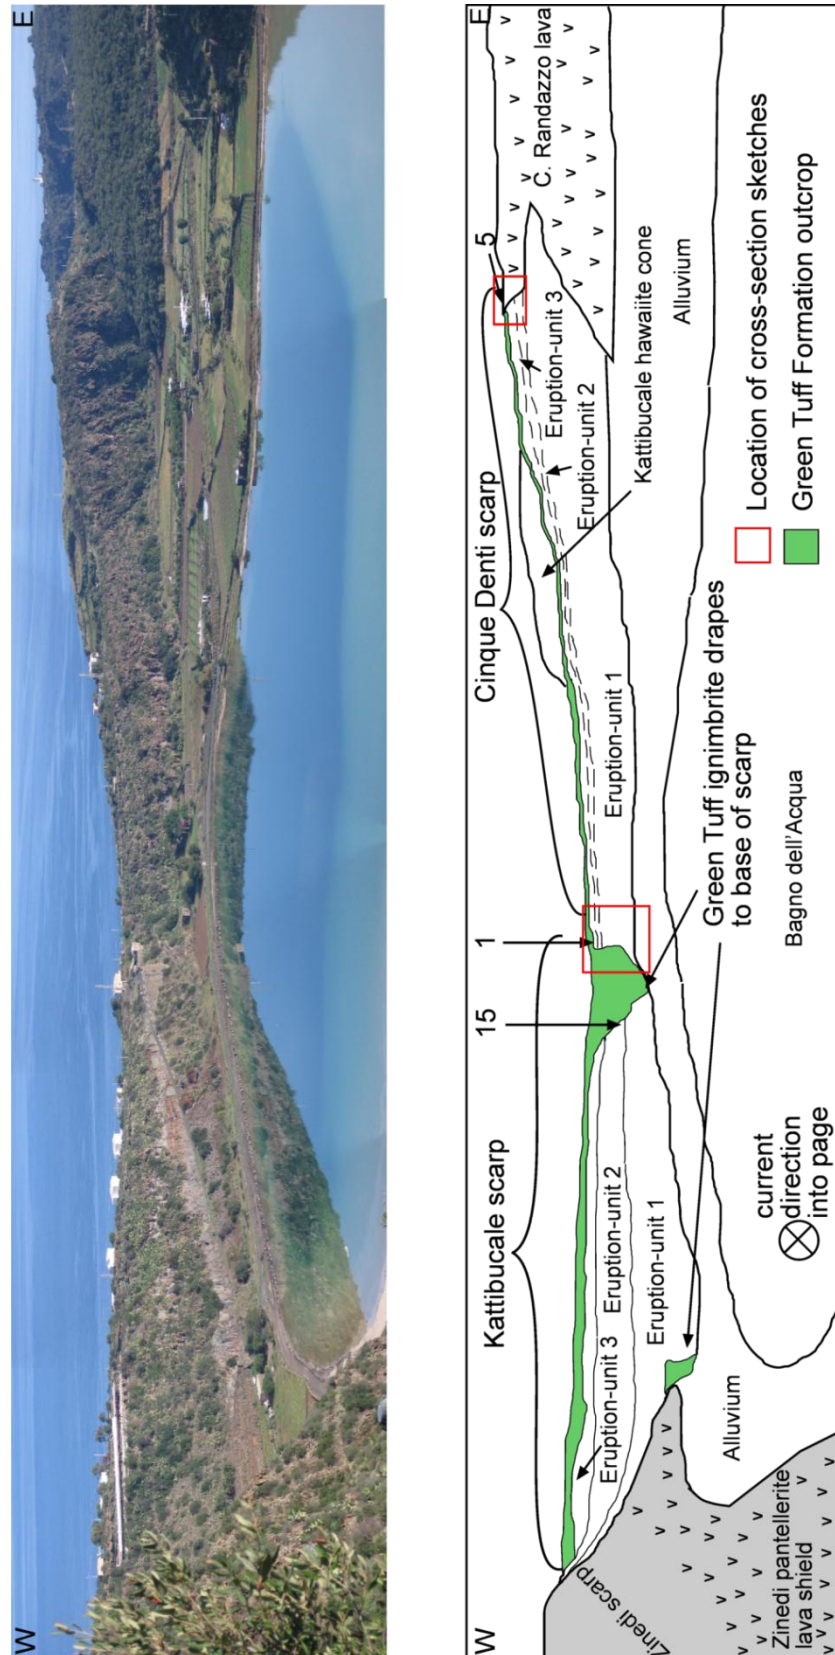 W
E
W
E
Kattibucale scarp
15
1
Cinque Denti scarp
5
C. Randazzo lava
Zinedi scarp
Eruption-unit 3
Eruption-unit 2
Eruption-unit 1
Eruption-unit 1
Eruption-unit 2
Eruption-unit 3
Kattibucale hawaiite cone
Zinedi pantellerite
lava shield
Alluvium
current
direction
into page
Green Tuff ignimbrite drapes
to base of scarp
Bagno dell'Acqua
Alluvium
Location of cross-section sketches
Green Tuff Formation outcrop